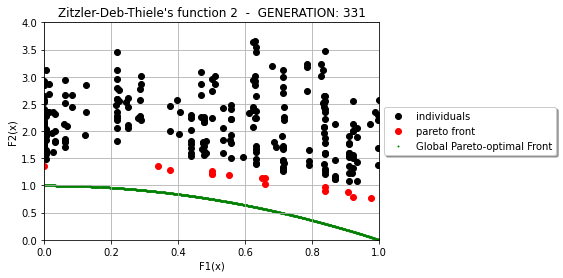 Zitzler-Deb-Thiele's function 2 - GENERATION: 331
4.0
3.5
3.0
2.5
2.0
1.5
1.0
0.5
0.0
F2(x)
0.0 0.2 0.4 0.6 0.8 1.0
F1(x)
individuals
pareto front
Global Pareto-optimal Front